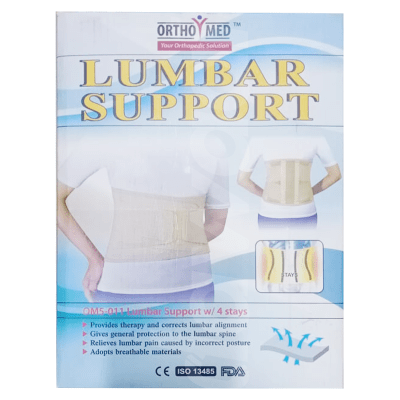 ORTHO MED™
Your Orthopedic Solution
LUMBAR
SUPPORT
STAY
OMS-011 Lumbar Support w/ 4 stays
Provides therapy and corrects lumbar alignment
Gives general protection to the lumbar spine
Relieves lumbar pain caused by incorrect posture
Adopts breathable materials
CE ISO 13485 FDA